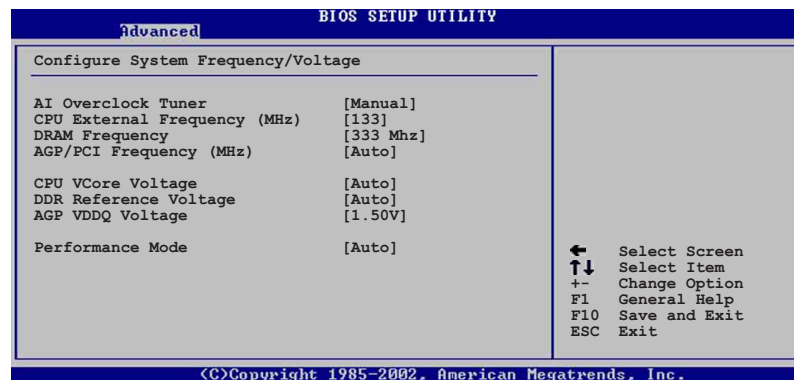 BIOS SETUP UTILITY
Advanced
Configure System Frequency/Voltage
AI Overclock Tuner [Manual]
CPU External Frequency (MHz) [133]
DRAM Frequency [333 Mhz]
AGP/PCI Frequency (MHz) [Auto]
CPU VCore Voltage [Auto]
DDR Reference Voltage [Auto]
AGP VDDQ Voltage [1.50V]
Performance Mode [Auto]
← Select Screen
↑↓ Select Item
+- Change Option
F1 General Help
F10 Save and Exit
ESC Exit
(C)Copyright 1985-2002, American Megatrends, Inc.